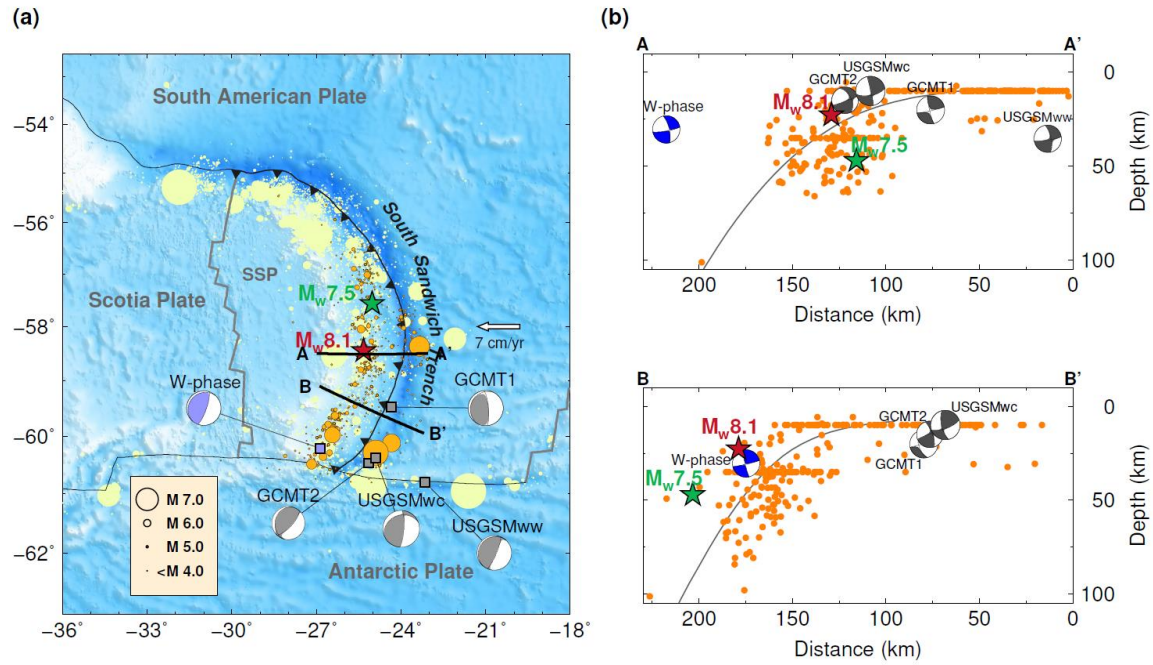 (a)
South American Plate
South Sandwich Trench
SSP
Scotia Plate
Mw7.5
Mw8.1
7 cm/yr
A
A'
B
B'
W-phase
GCMT1
GCMT2
USGSMwc
USGSMww
Antarctic Plate
M 7.0
M 6.0
M 5.0
<M 4.0
−54°
−56°
−58°
−60°
−62°
−36° −33° −30° −27° −24° −21° −18°
(b)
A
A'
USGSMwc
GCMT2
GCMT1
W-phase
Mw8.1
USGSMww
Mw7.5
0
50
100
Depth (km)
200 150 100 50 0
Distance (km)
B
B'
USGSMwc
GCMT2
Mw8.1
W-phase
GCMT1
Mw7.5
0
50
100
Depth (km)
200 150 100 50 0
Distance (km)